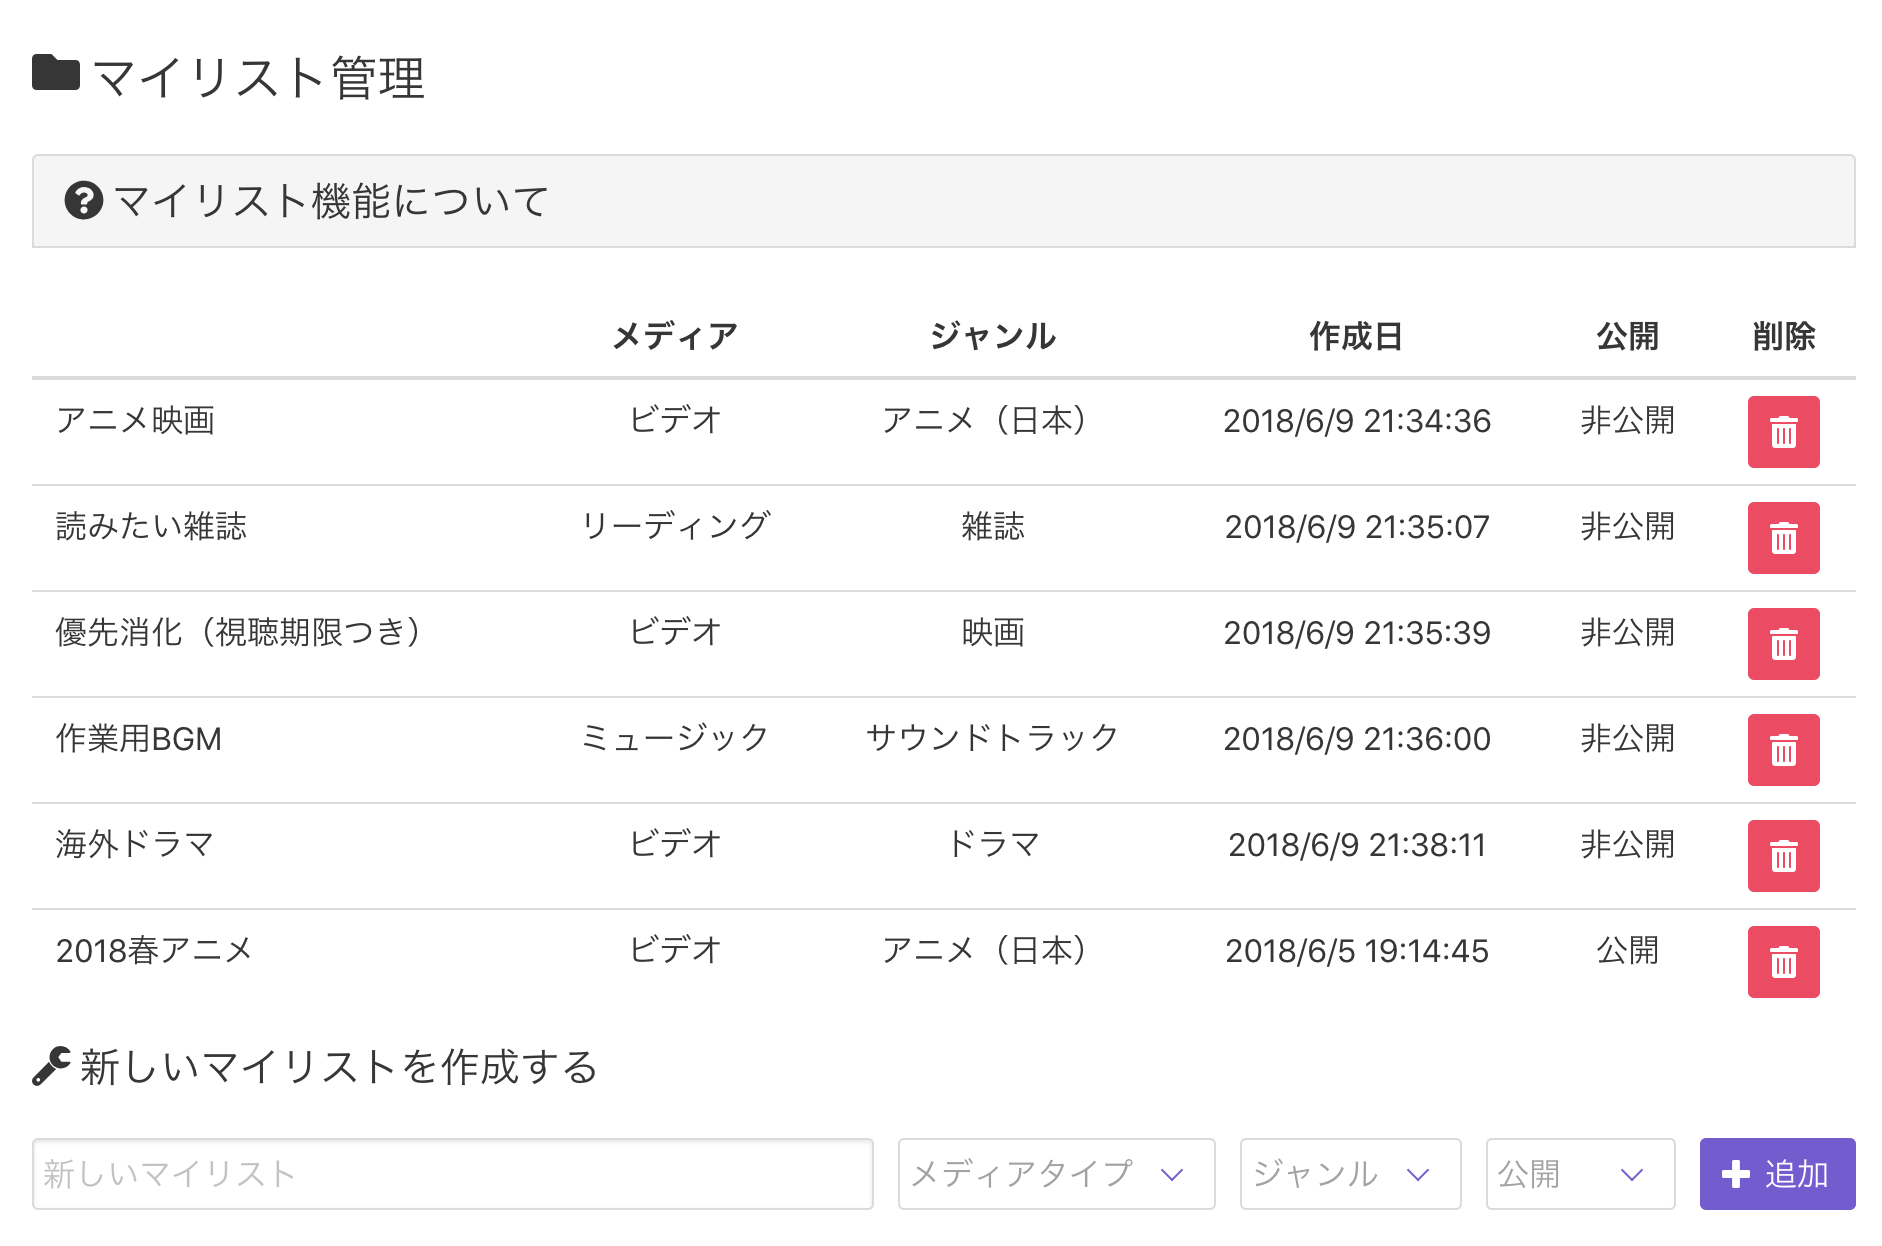 マイリスト管理
マイリスト機能について
メディア ジャンル 作成日 公開 削除
アニメ映画 ビデオ アニメ（日本） 2018/6/9 21:34:36 非公開
読みたい雑誌 リーディング 雑誌 2018/6/9 21:35:07 非公開
優先消化（視聴期限つき） ビデオ 映画 2018/6/9 21:35:39 非公開
作業用BGM ミュージック サウンドトラック 2018/6/9 21:36:00 非公開
海外ドラマ ビデオ ドラマ 2018/6/9 21:38:11 非公開
2018春アニメ ビデオ アニメ（日本） 2018/6/5 19:14:45 公開
新しいマイリストを作成する
新しいマイリスト メディアタイプ ジャンル 公開 追加